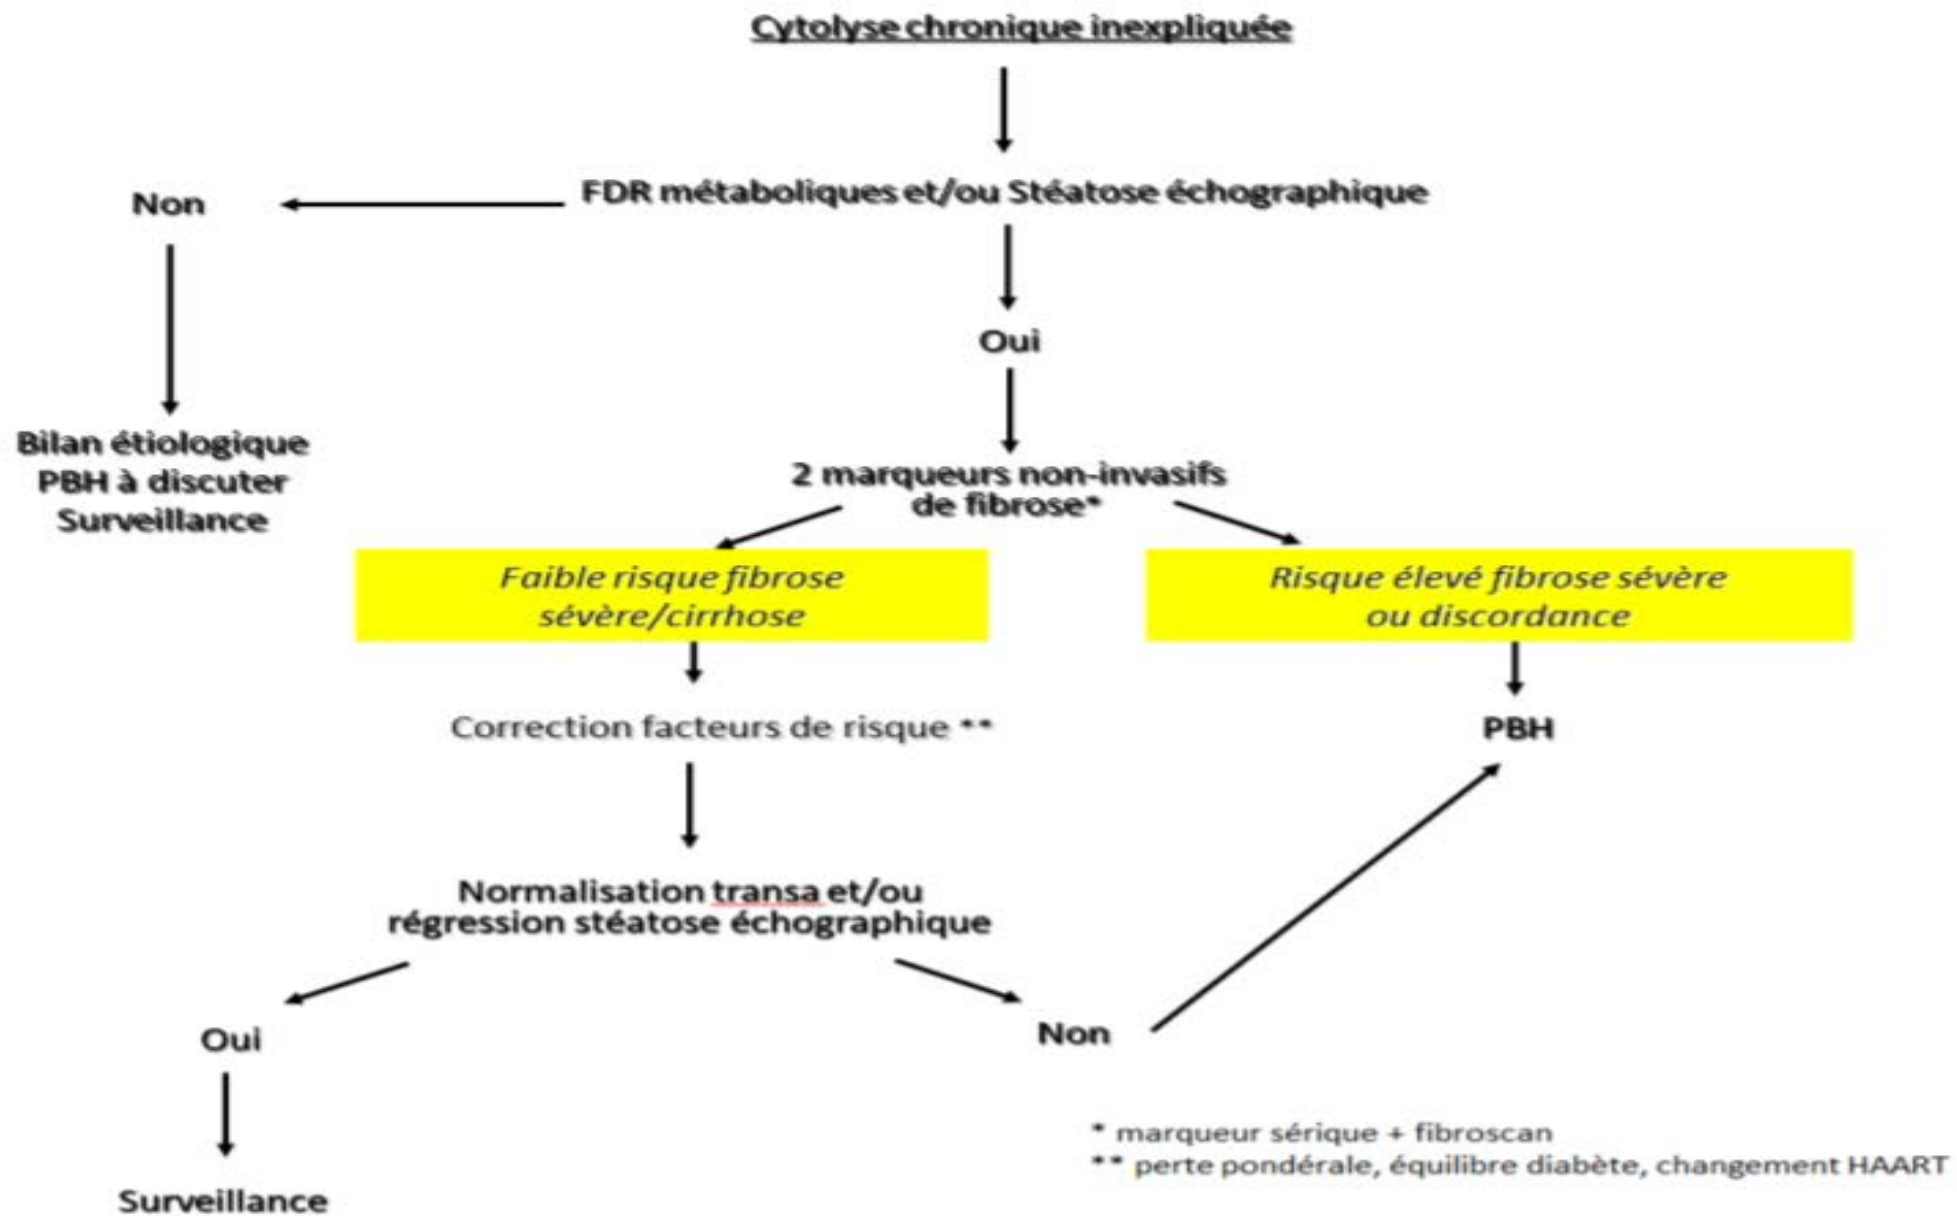 Cytolyse chronique inexpliquée
FDR métaboliques et/ou Stéatose échographique
Non
Oui
Bilan étiologique
PBH à discuter
Surveillance
2 marqueurs non-invasifs
de fibrose*
Faible risque fibrose
sévère/cirrhose
Risque élevé fibrose sévère
ou discordance
Correction facteurs de risque **
PBH
Normalisation transa et/ou
régression stéatose échographique
Oui
Non
Surveillance
* marqueur sérique + fibroscan
** perte pondérale, équilibre diabète, changement HAART